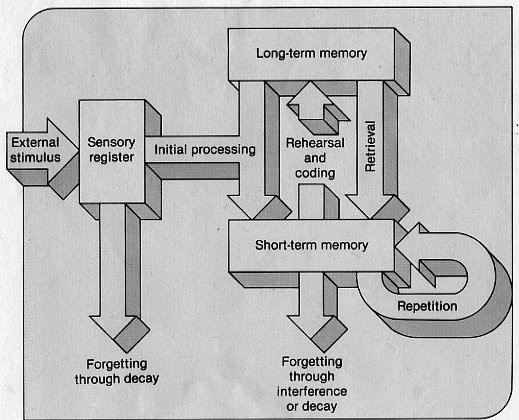 Long-term memory
External
stimulus
Sensory
register
Initial processing
Rehearsal
and
coding
Retrieval
Short-term memory
Repetition
Forgetting
through decay
Forgetting
through
interference
or decay